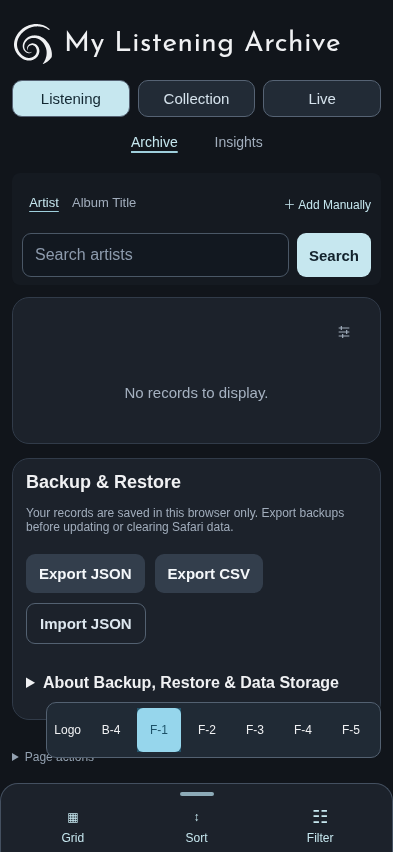 My Listening Archive
Listening
Collection
Live
Archive
Insights
Artist
Album Title
Add Manually
Search artists
Search
No records to display.
Backup & Restore
Your records are saved in this browser only. Export backups
before updating or clearing Safari data.
Export JSON
Export CSV
Import JSON
About Backup, Restore & Data Storage
Logo
B-4
F-1
F-2
F-3
F-4
F-5
Page actions
Grid
Sort
Filter